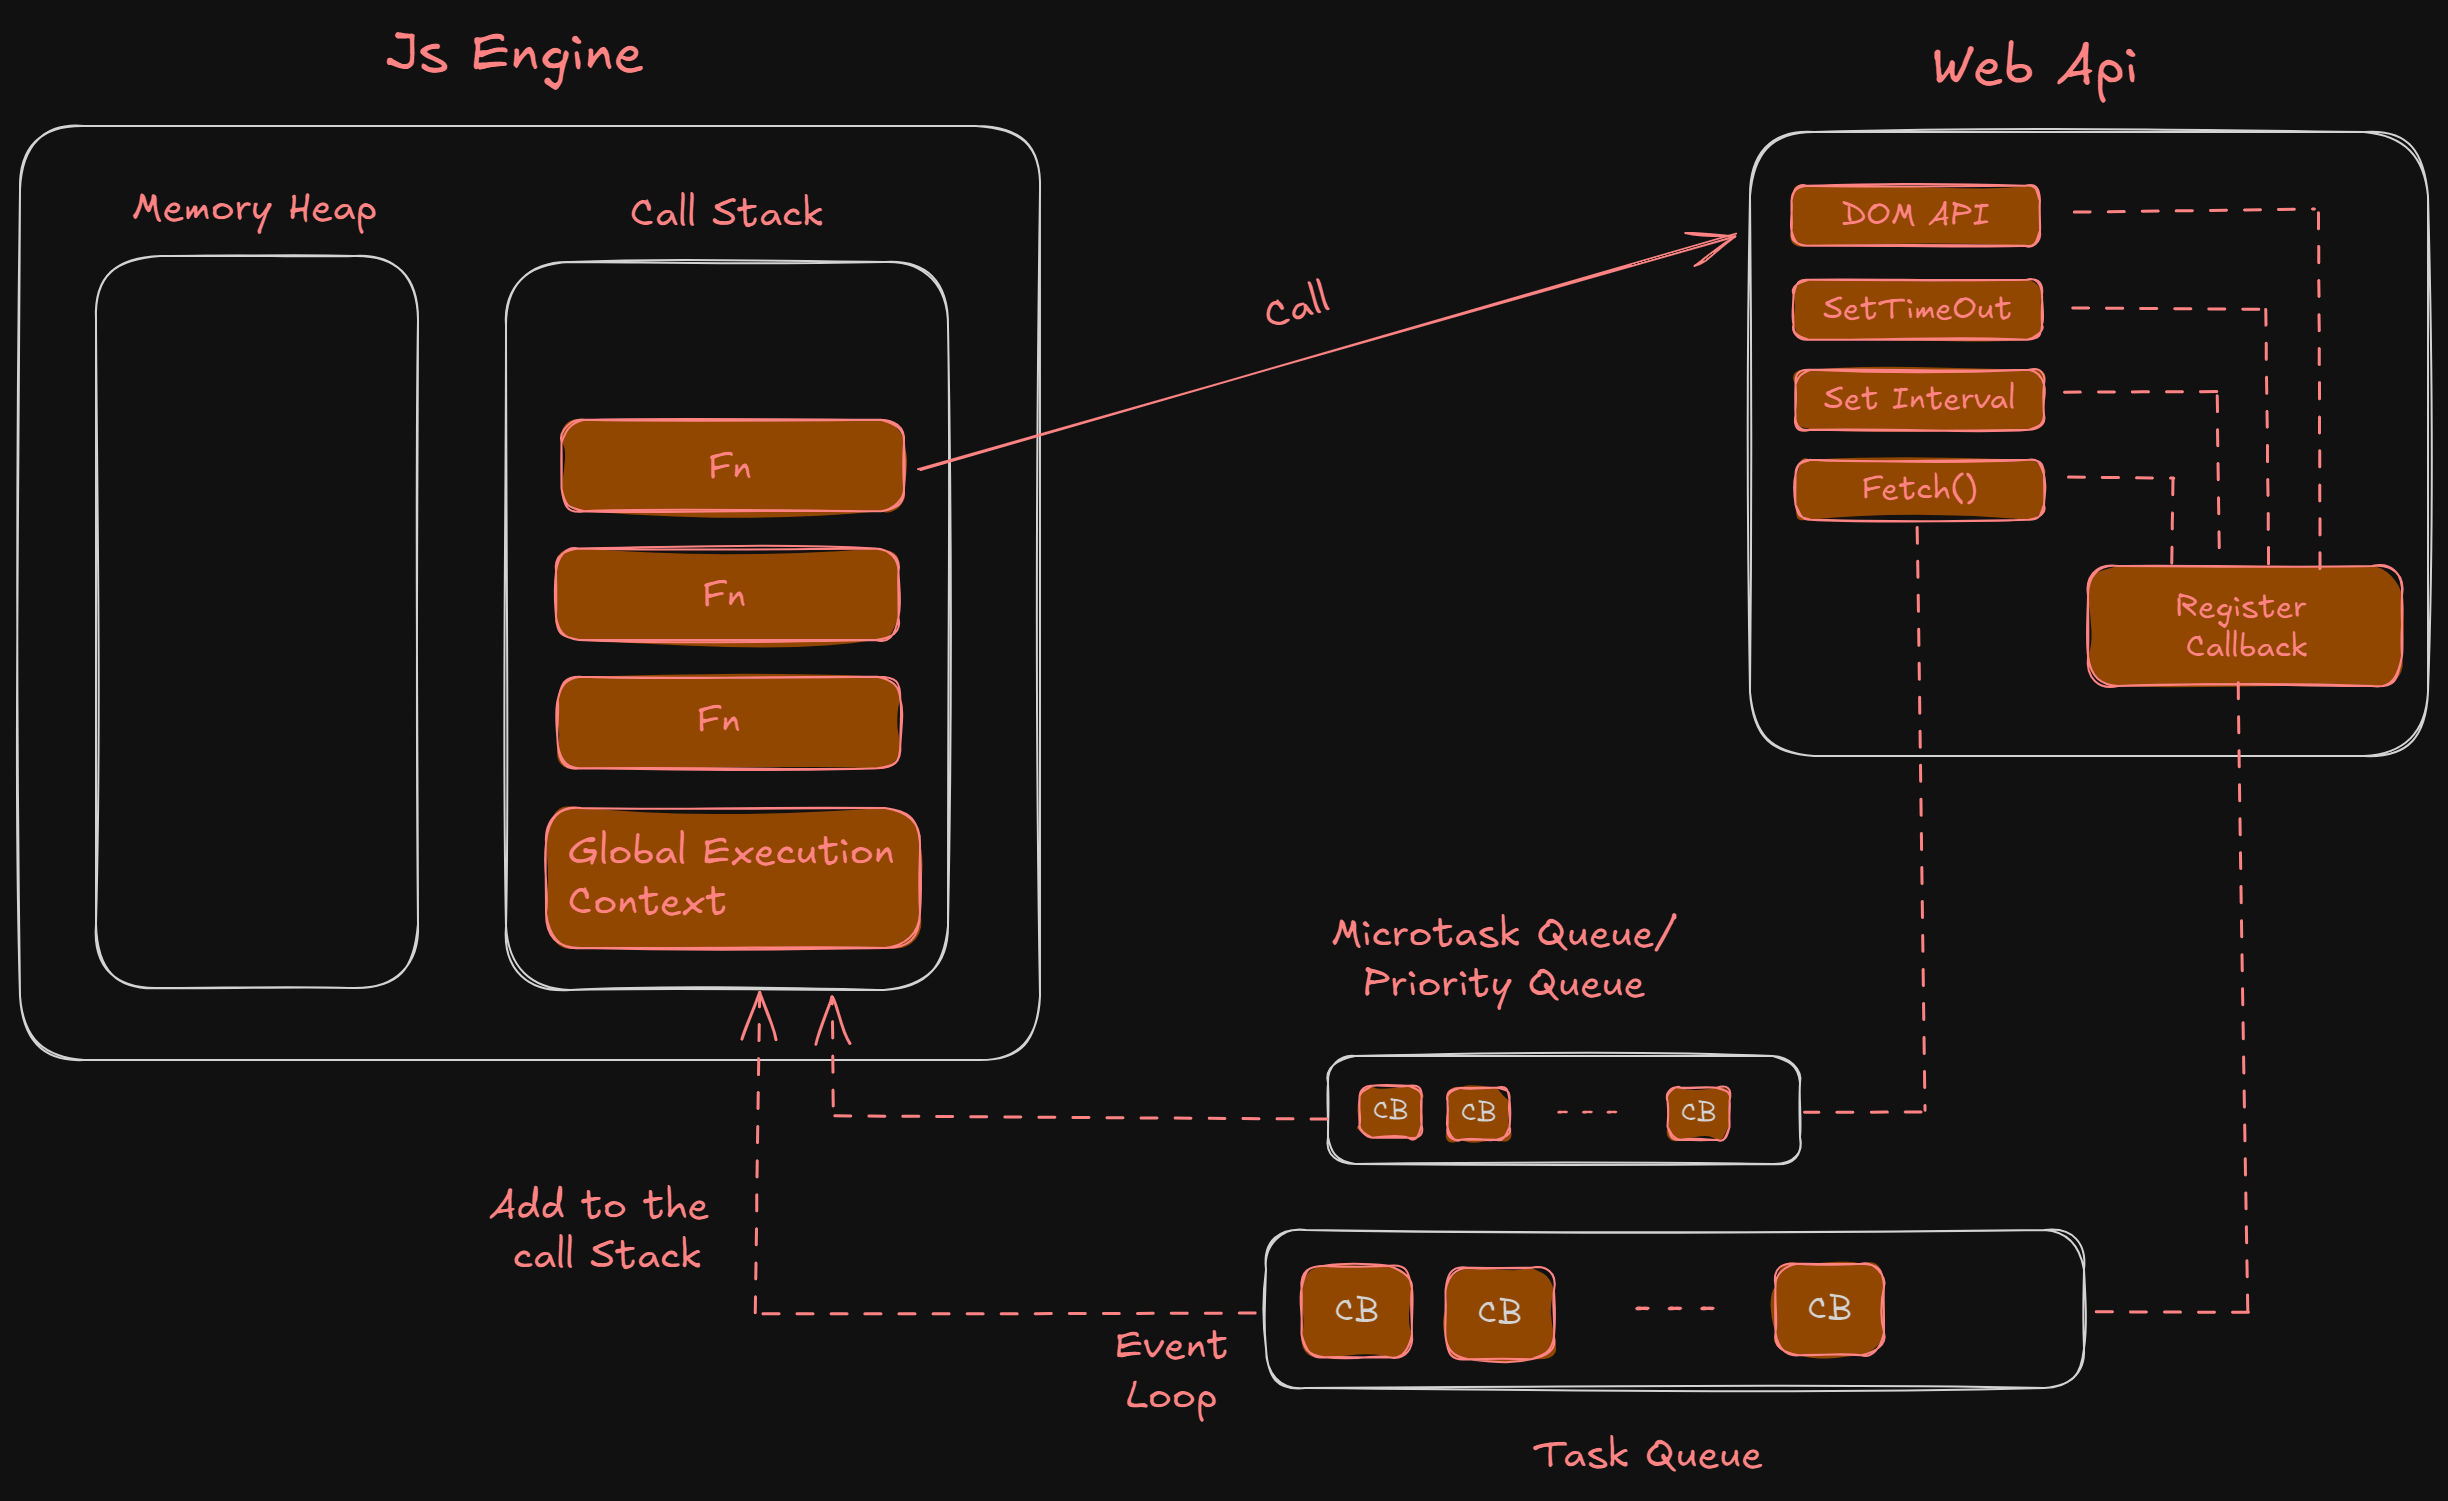 Js Engine
Web Api
Memory Heap
Call Stack
Fn
Fn
Fn
Global Execution
Context
Call
DOM API
SetTimeOut
Set Interval
Fetch()
Register
Callback
Microtask Queue/
Priority Queue
CB
CB
---
CB
Add to the
call Stack
CB
CB
---
CB
Event
Loop
Task Queue